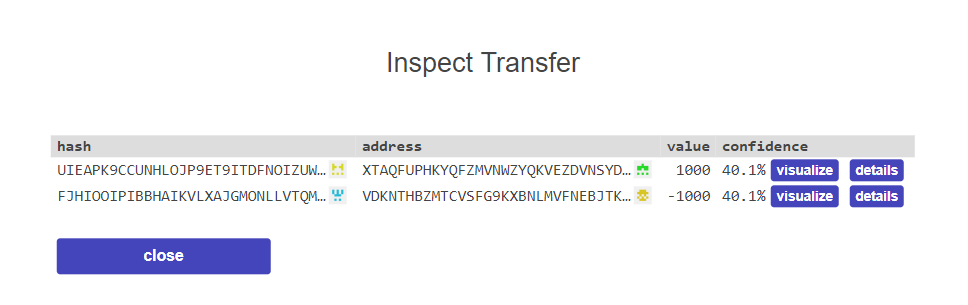 Inspect Transfer
hash address value confidence
UIEAPK9CCUNHLOJP9ET9ITDFNOIZUW… XTAQFUPHKYQFZMVNWZYQKVEZDVNSYD… 1000 40.1% visualize details
FJHIOOIPIBBHAIKVLXAJGMONLLVTQM… VDKNTHBZMTCVSFG9KXBNLMVFNEBJTK… -1000 40.1% visualize details
close